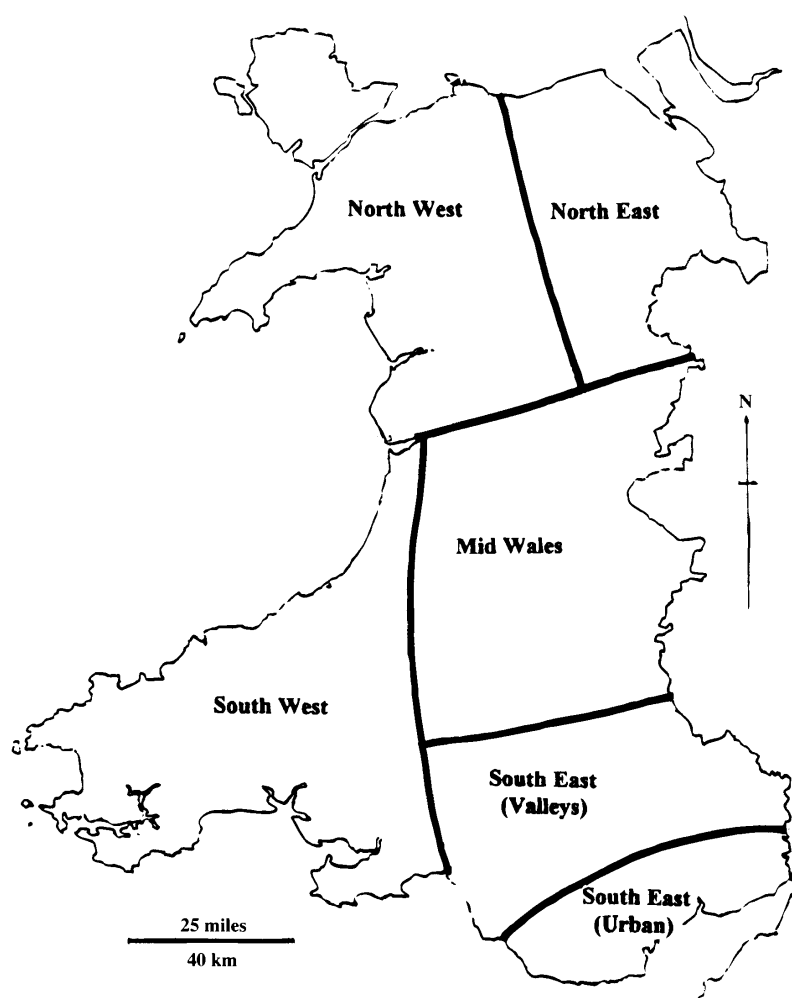 North West
North East
N
Mid Wales
South West
South East
(Valleys)
South East
(Urban)
25 miles
40 km